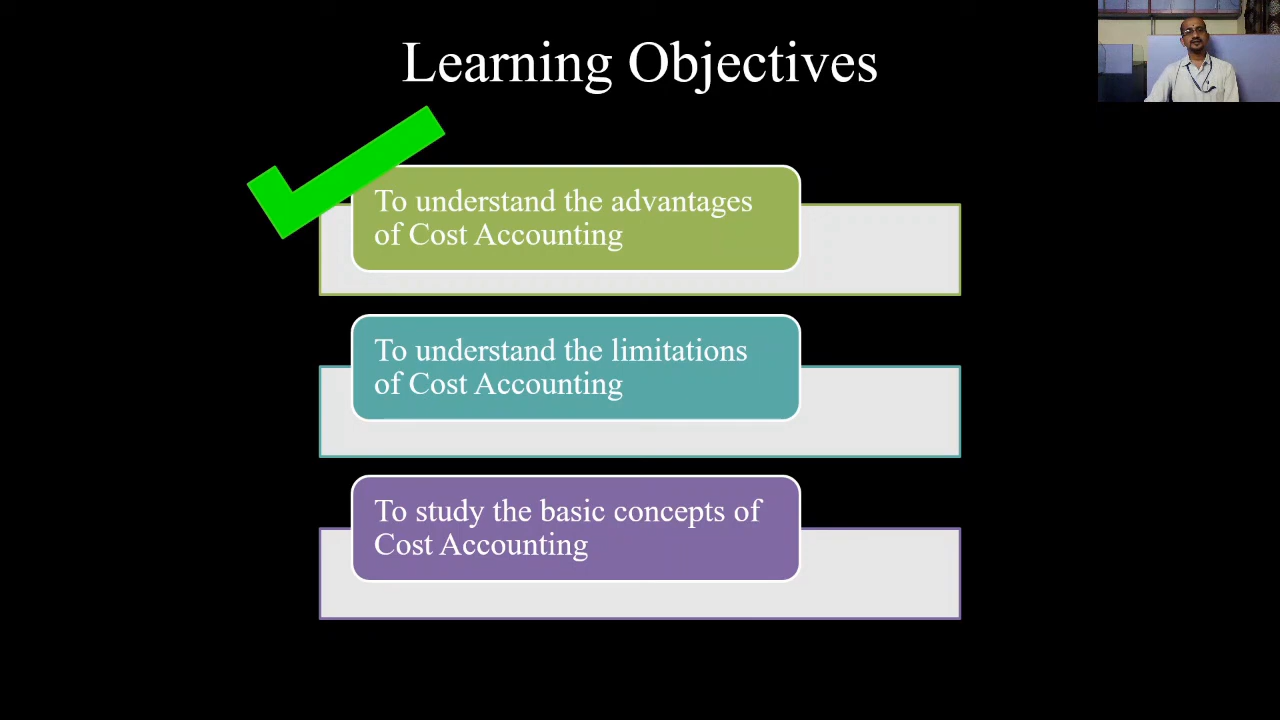 Learning Objectives
To understand the advantages
of Cost Accounting
To understand the limitations
of Cost Accounting
To study the basic concepts of
Cost Accounting